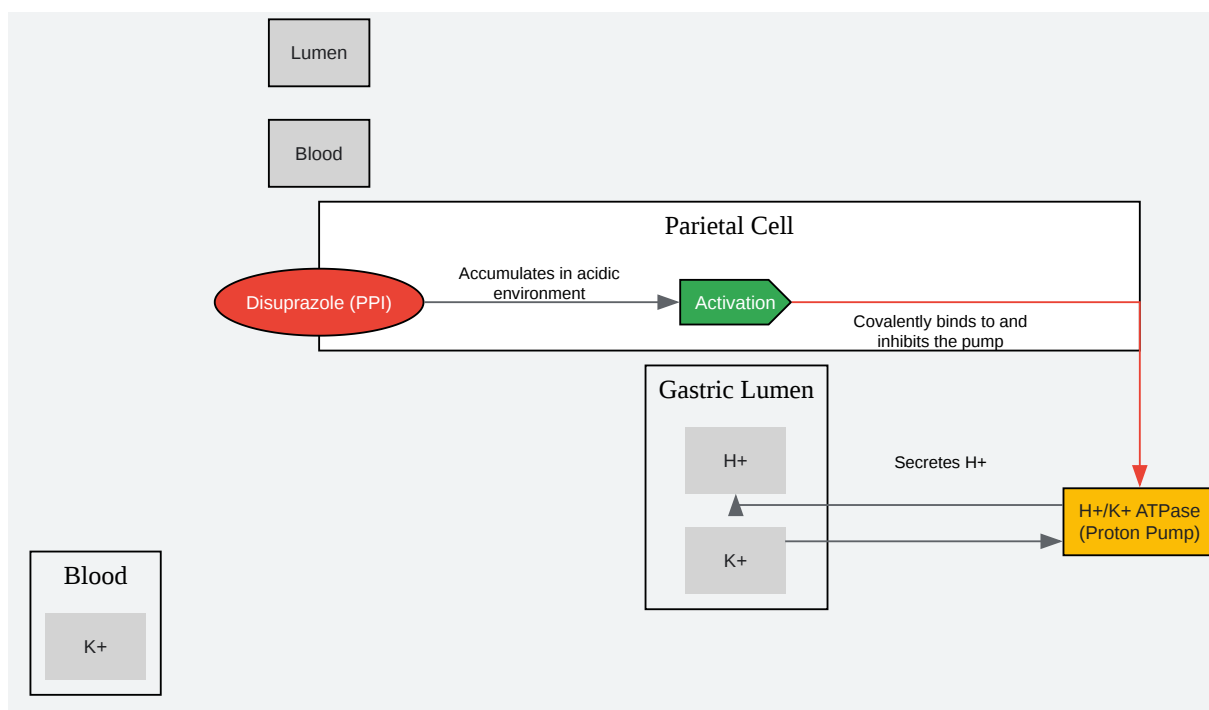 Lumen
Blood
Parietal Cell
Disuprazole (PPI)
Accumulates in acidic
environment
Activation
Covalently binds to and
inhibits the pump
Gastric Lumen
H+
Secretes H+
H+/K+ ATPase
(Proton Pump)
K+
Blood
K+